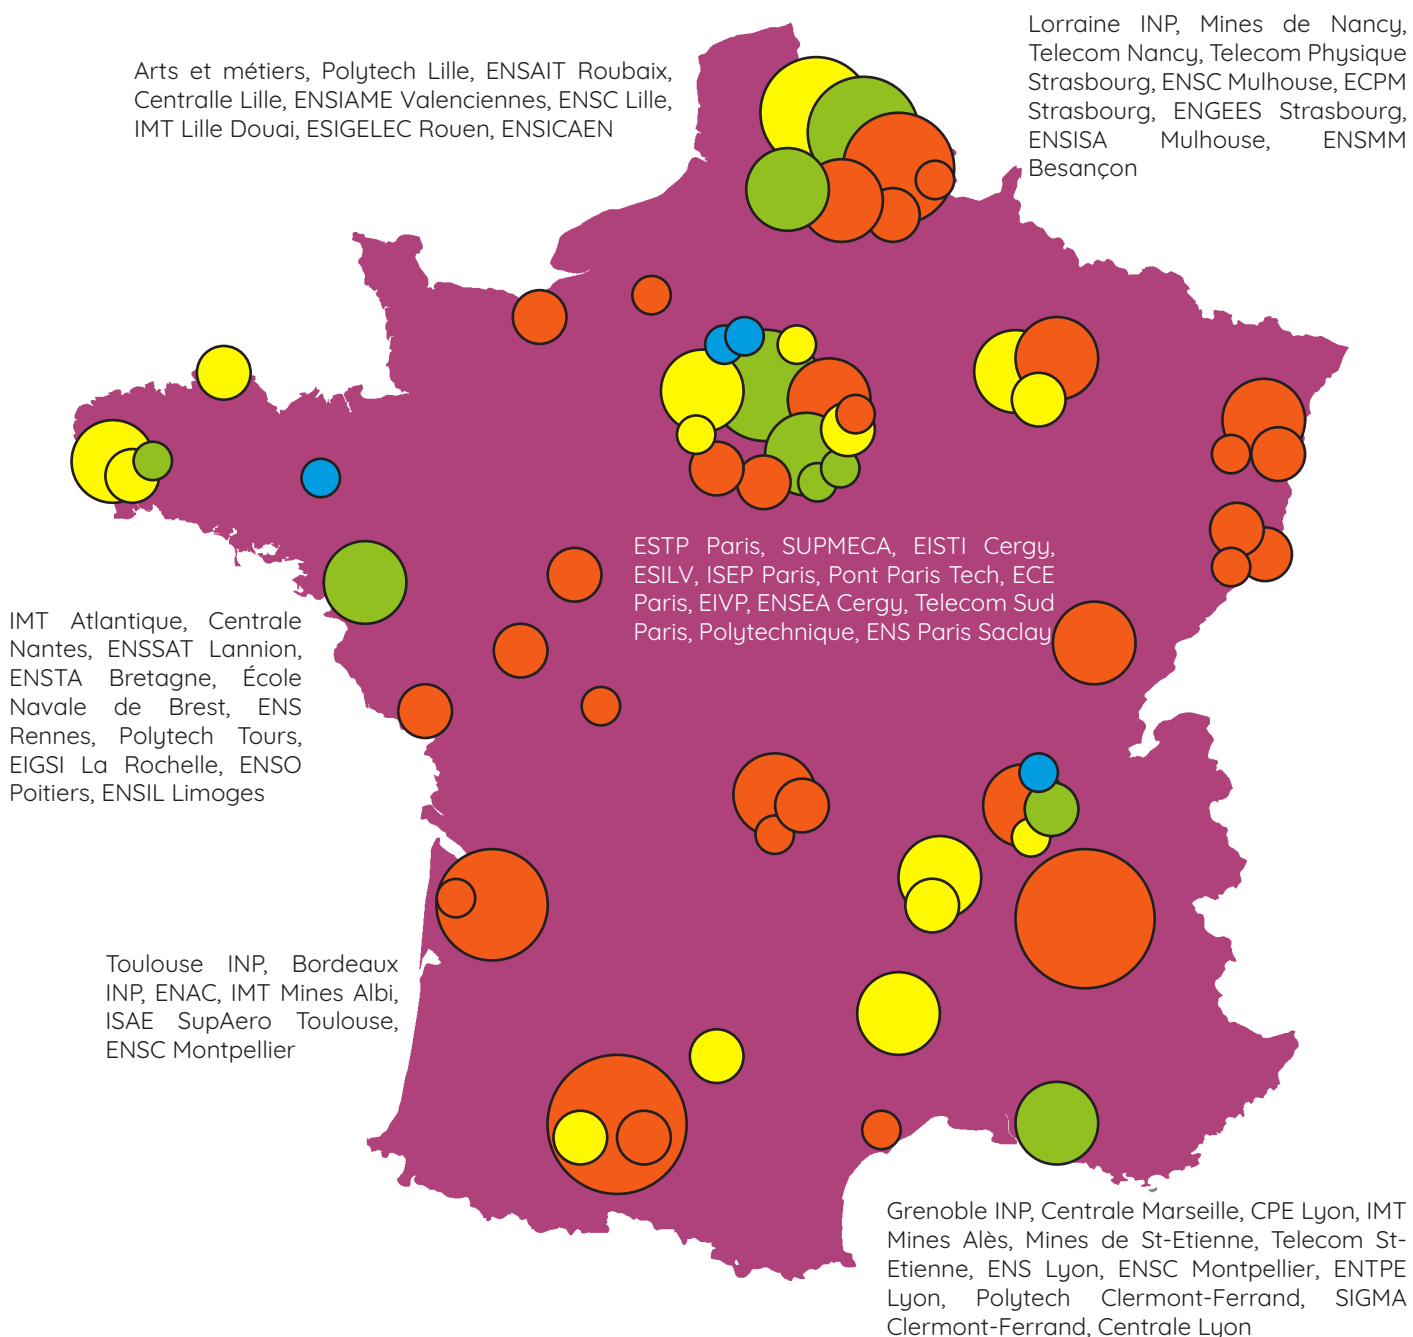 Arts et métiers, Polytech Lille, ENSAIT Roubaix,
Centralle Lille, ENSIAME Valenciennes, ENSC Lille,
IMT Lille Douai, ESIGELEC Rouen, ENSICAEN
Lorraine INP, Mines de Nancy,
Telecom Nancy, Telecom Physique
Strasbourg, ENSC Mulhouse, ECPM
Strasbourg, ENGEES Strasbourg,
ENSISA Mulhouse, ENSMM
Besançon
ESTP Paris, SUPMECA, EISTI Cergy,
ESILV, ISEP Paris, Pont Paris Tech, ECE
Paris, EIVP, ENSEA Cergy, Telecom Sud
Paris, Polytechnique, ENS Paris Saclay
IMT Atlantique, Centrale
Nantes, ENSSAT Lannion,
ENSTA Bretagne, École
Navale de Brest, ENS
Rennes, Polytech Tours,
EIGSI La Rochelle, ENSO
Poitiers, ENSIL Limoges
Toulouse INP, Bordeaux
INP, ENAC, IMT Mines Albi,
ISAE SupAero Toulouse,
ENSC Montpellier
Grenoble INP, Centrale Marseille, CPE Lyon, IMT
Mines Alès, Mines de St-Etienne, Telecom St-
Etienne, ENS Lyon, ENSC Montpellier, ENTPE
Lyon, Polytech Clermont-Ferrand, SIGMA
Clermont-Ferrand, Centrale Lyon